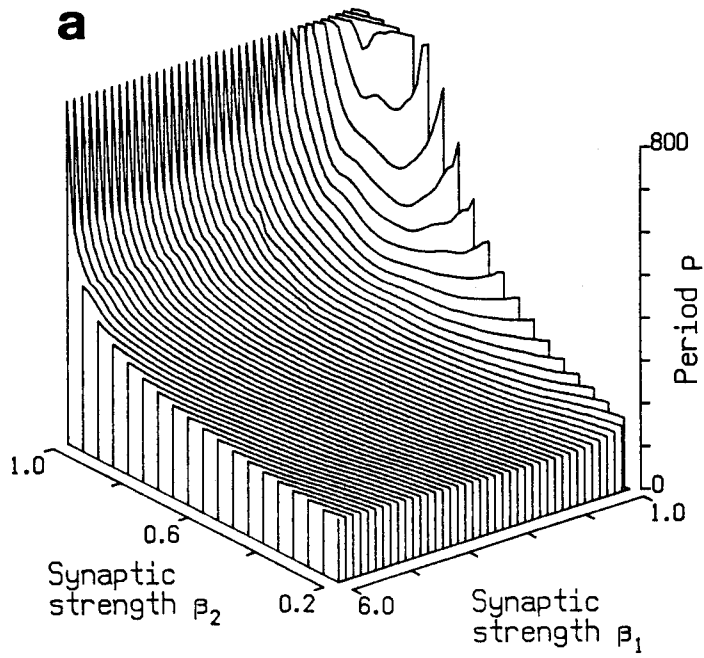 a
800
Period P
0
1.0
1.0
0.6
0.2
6.0
Synaptic
strength β₂
Synaptic
strength β₁